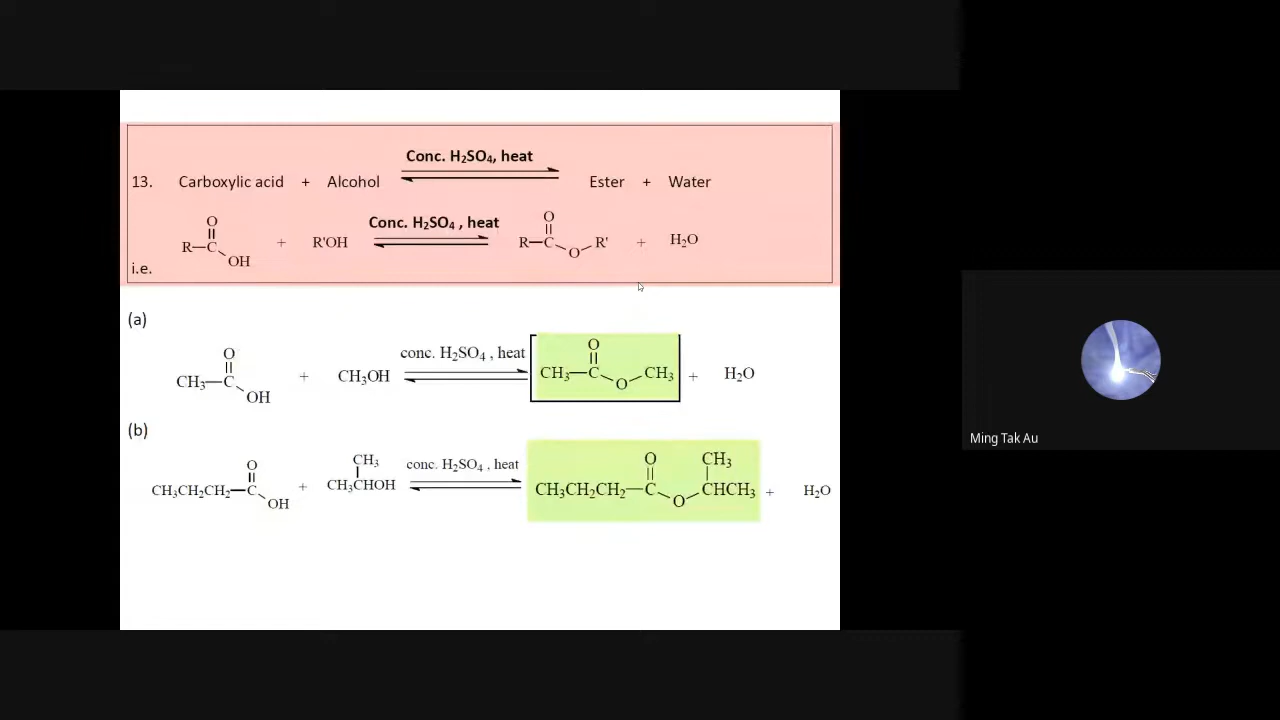 Conc. H₂SO₄, heat
13. Carboxylic acid + Alcohol ⇌ Ester + Water
Conc. H₂SO₄ , heat
O O
R—C + R'OH ⇌ R—C R' + H₂O
OH O
i.e.
(a)
O conc. H₂SO₄ , heat O
CH₃—C + CH₃OH ⇌ CH₃—C CH₃ + H₂O
OH O
(b)
O CH₃ conc. H₂SO₄ , heat O CH₃
CH₃CH₂CH₂—C + CH₃CHOH ⇌ CH₃CH₂CH₂—C CHCH₃ + H₂O
OH O
Ming Tak Au